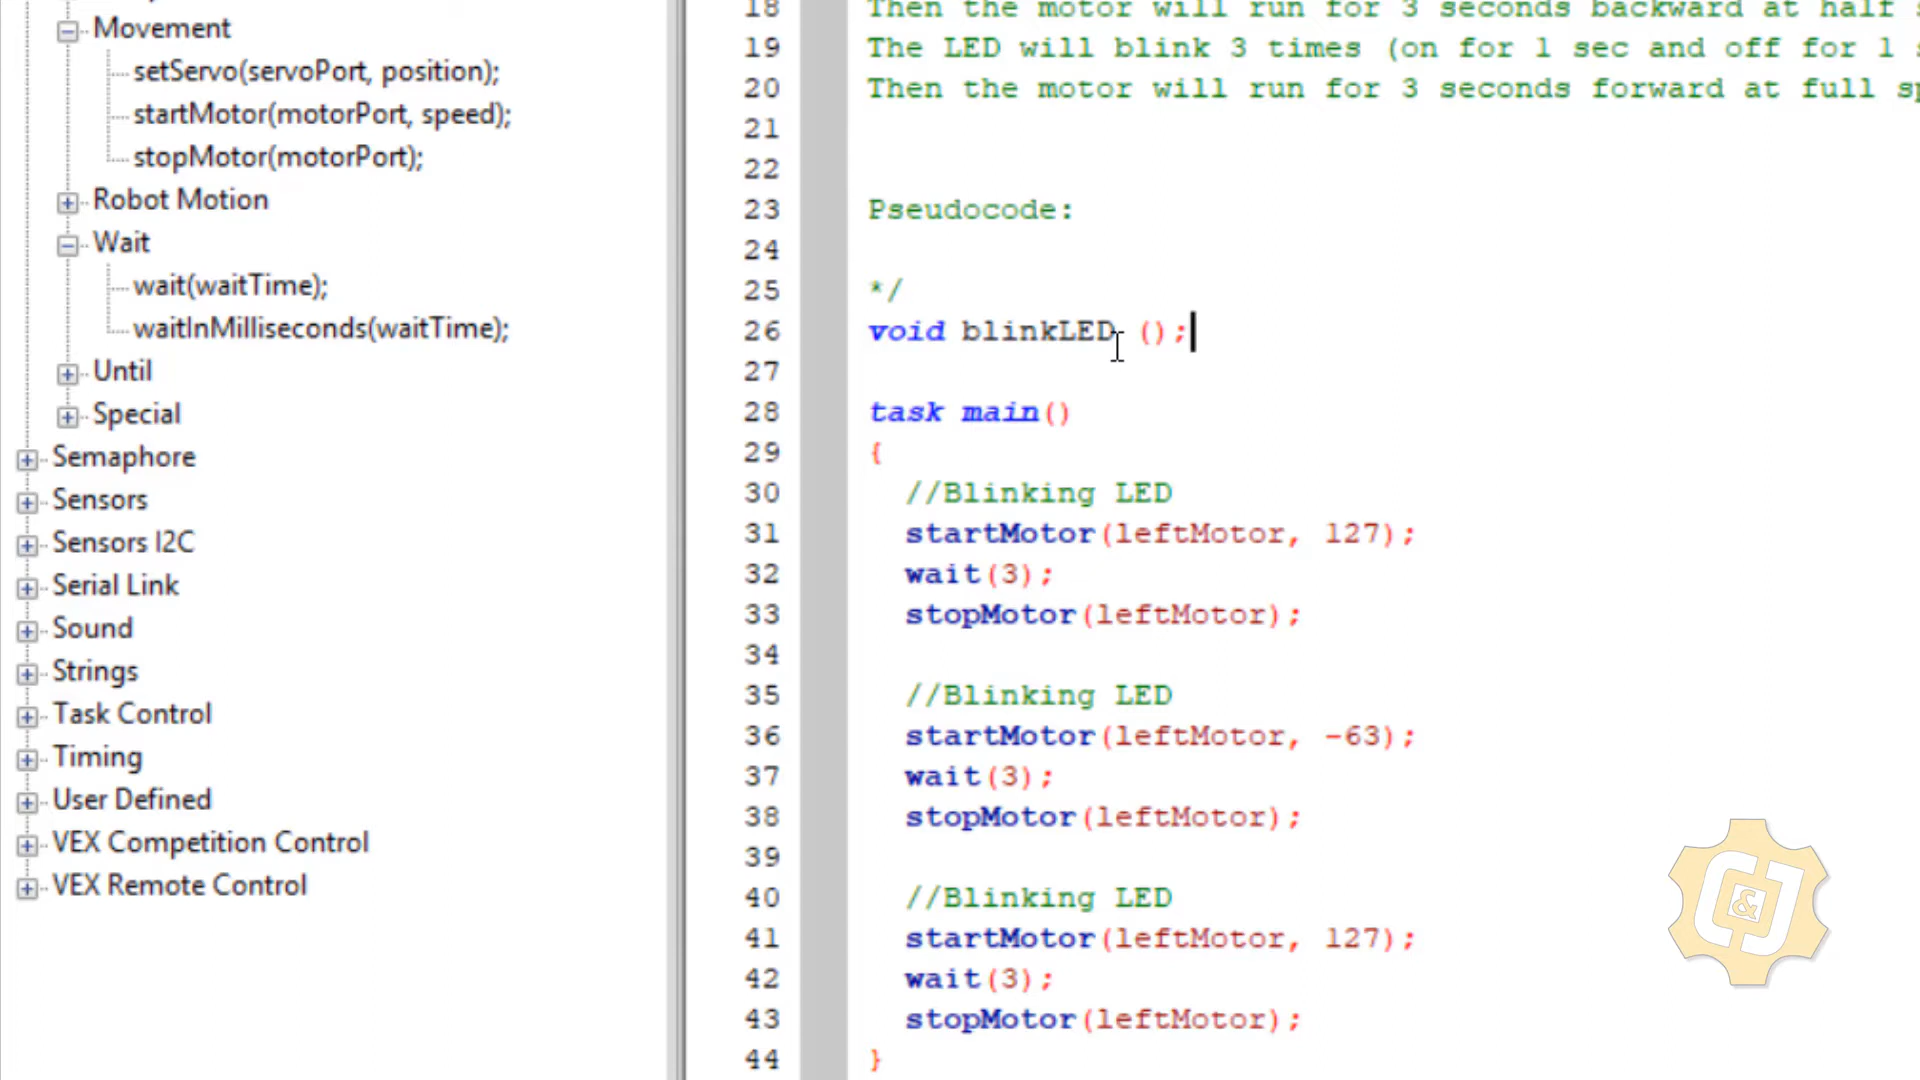 Movement
setServo(servoPort, position);
startMotor(motorPort, speed);
stopMotor(motorPort);
Robot Motion
Wait
wait(waitTime);
waitInMilliseconds(waitTime);
Until
Special
Semaphore
Sensors
Sensors I2C
Serial Link
Sound
Strings
Task Control
Timing
User Defined
VEX Competition Control
VEX Remote Control
18 Then the motor will run for 3 seconds backward at half
19 The LED will blink 3 times (on for 1 sec and off for 1
20 Then the motor will run for 3 seconds forward at full
21
22
23 Pseudocode:
24
25 */
26 void blinkLED ();
27
28 task main()
29 {
30 //Blinking LED
31 startMotor(leftMotor, 127);
32 wait(3);
33 stopMotor(leftMotor);
34
35 //Blinking LED
36 startMotor(leftMotor, -63);
37 wait(3);
38 stopMotor(leftMotor);
39
40 //Blinking LED
41 startMotor(leftMotor, 127);
42 wait(3);
43 stopMotor(leftMotor);
44 }
C&J